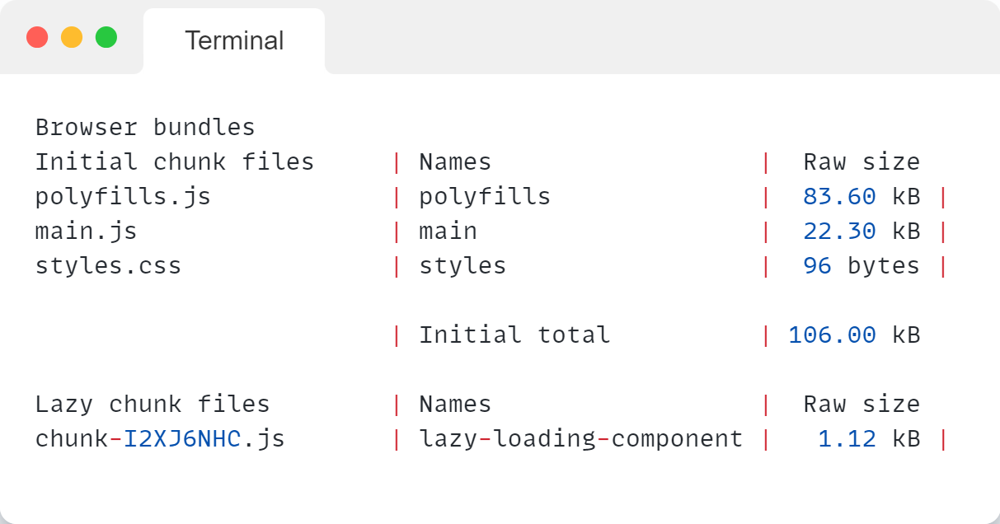 Terminal
Browser bundles
Initial chunk files     | Names                  |  Raw size
polyfills.js            | polyfills              |  83.60 kB |
main.js                 | main                   |  22.30 kB |
styles.css              | styles                 |  96 bytes |
                        | Initial total          | 106.00 kB
Lazy chunk files        | Names                  |  Raw size
chunk-I2XJ6NHC.js       | lazy-loading-component |   1.12 kB |